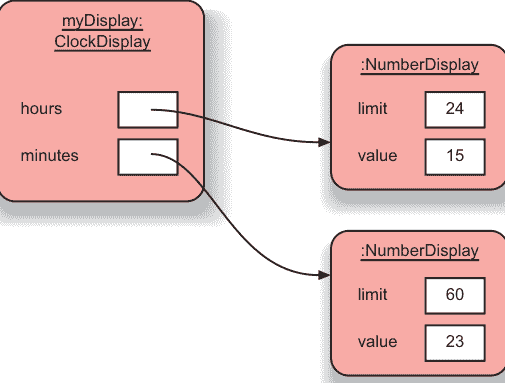 myDisplay:
ClockDisplay
hours
minutes
:NumberDisplay
limit 24
value 15
:NumberDisplay
limit 60
value 23